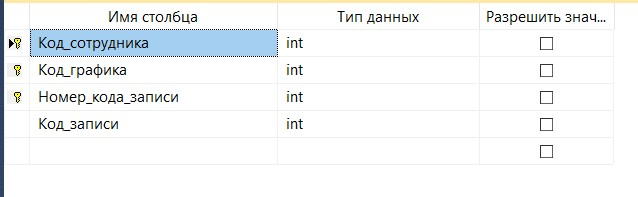 Имя столбца Тип данных Разрешить знач...
Код_сотрудника int
Код_графика int
Номер_кода_записи int
Код_записи int